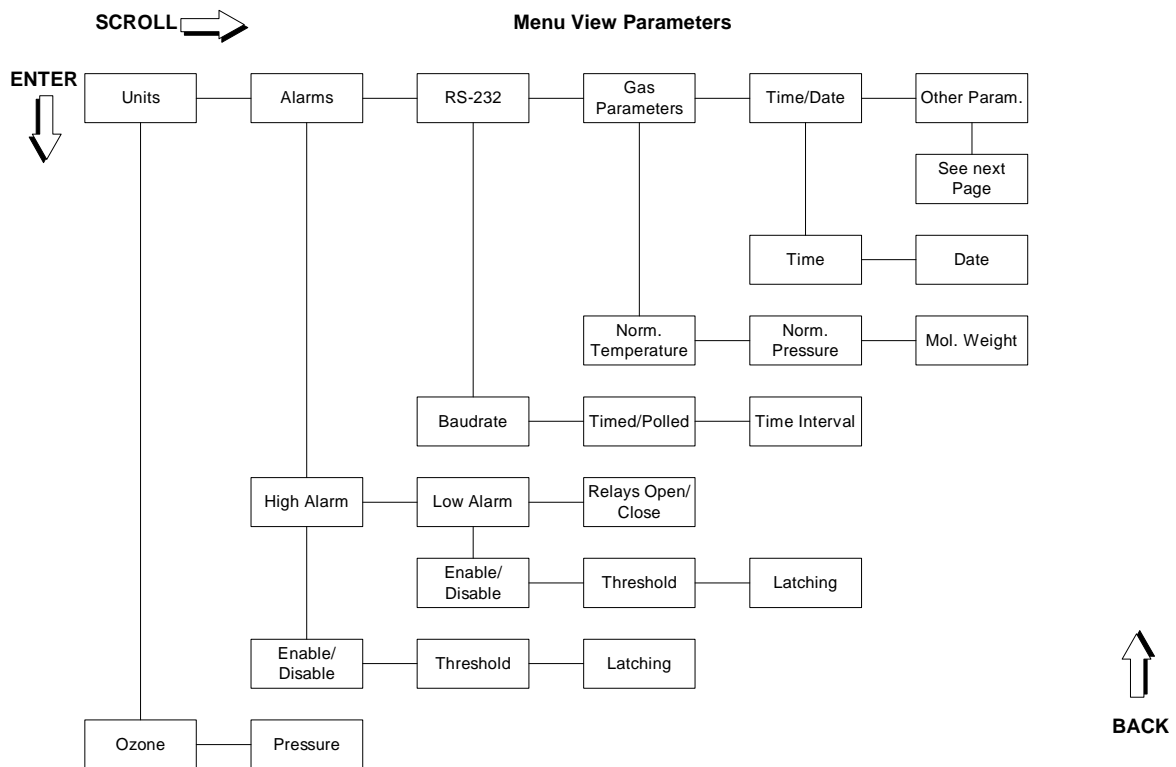 SCROLL
Menu View Parameters
ENTER
Units
Alarms
RS-232
Gas
Parameters
Time/Date
Other Param.
See next
Page
Time
Date
Norm.
Temperature
Norm.
Pressure
Mol. Weight
Baudrate
Timed/Polled
Time Interval
High Alarm
Low Alarm
Relays Open/
Close
Enable/
Disable
Threshold
Latching
Enable/
Disable
Threshold
Latching
Ozone
Pressure
BACK